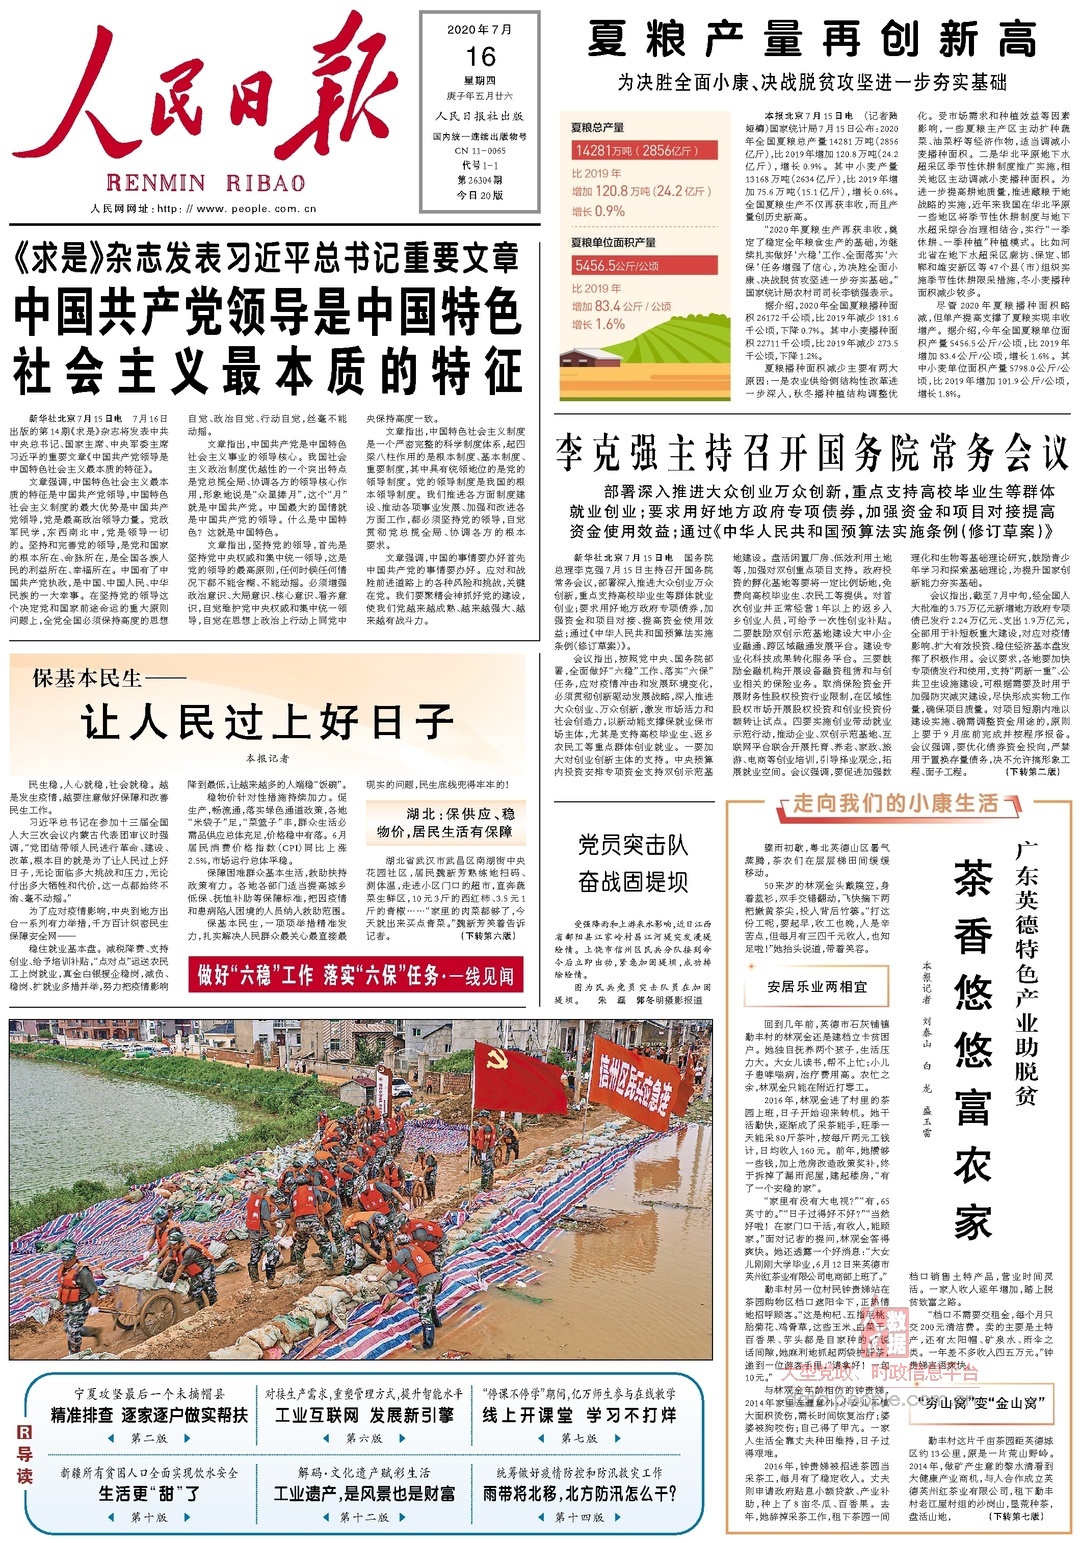 人民日报
RENMIN RIBAO
人民网网址:http://www.people.com.cn
2020年7月
16
星期四
庚子年五月廿六
人民日报社出版
国内统一连续出版物号
CN 11-0065
代号1-1
第26304期
今日20版
夏粮产量再创新高
为决胜全面小康、决战脱贫攻坚进一步夯实基础
夏粮总产量
14281万吨（2856亿斤）
比2019年
增加120.8万吨(24.2亿斤)
增长0.9%
夏粮单位面积产量
5456.5公斤/公顷
比2019年
增加83.4公斤/公顷
增长1.6%
本报北京7月15日电 （记者陆
娅楠）国家统计局7月15日公布:2020
年全国夏粮总产量14281万吨(2856
亿斤),比2019年增加120.8万吨(24.2
亿斤)，增长0.9%。其中小麦产量
13168万吨(2634亿斤),比2019年增
加75.6万吨(15.1亿斤)，增长0.6%。
全国夏粮生产不仅再获丰收,而且产
量创历史新高。
“2020年夏粮生产再获丰收,奠
定了稳定全年粮食生产的基础,为继
续扎实做好‘六稳’工作、全面落实‘六
保’任务增强了信心,为决胜全面小
康、决战脱贫攻坚进一步夯实基础。”
国家统计局农村司司长李锁强表示。
据介绍,2020年全国夏粮播种面
积26172千公顷,比2019年减少181.6
千公顷,下降0.7%。其中小麦播种面
积22711千公顷,比2019年减少273.5
千公顷,下降1.2%。
夏粮播种面积减少主要有两大
原因:一是农业供给侧结构性改革进
一步深入,秋冬播种植结构调整优
化。受市场需求和种植效益等因素
影响,一些夏粮主产区主动扩种蔬
菜、油菜籽等经济作物,适当调减小
麦播种面积。二是华北平原地下水
超采区季节性休耕制度推广实施,相
关地区主动调减小麦播种面积。为
进一步提高耕地质量,推进藏粮于地
战略的实施,近年来我国在华北平原
一些地区将季节性休耕制度与地下
水超采综合治理相结合,实行“一季
休耕、一季种植”种植模式。比如河
北省在地下水超采区廊坊、保定、邯
郸和雄安新区等47个县(市)组织实
施季节性休耕限采措施,冬小麦播种
面积减少较多。
尽管2020年夏粮播种面积略
减,但单产提高支撑了夏粮实现丰收
增产。据介绍,今年全国夏粮单位面
积产量5456.5公斤/公顷,比2019年
增加83.4公斤/公顷,增长1.6%。其
中小麦单位面积产量5798.0公斤/公
顷,比2019年增加101.9公斤/公顷,
增长1.8%。
《求是》杂志发表习近平总书记重要文章
中国共产党领导是中国特色
社会主义最本质的特征
新华社北京7月15日电 7月16日
出版的第14期《求是》杂志将发表中共
中央总书记、国家主席、中央军委主席
习近平的重要文章《中国共产党领导是
中国特色社会主义最本质的特征》。
文章强调,中国特色社会主义最本
质的特征是中国共产党领导,中国特色
社会主义制度的最大优势是中国共产
党领导,党是最高政治领导力量。党政
军民学,东西南北中,党是领导一切
的。坚持和完善党的领导,是党和国家
的根本所在、命脉所在,是全国各族人
民的利益所在、幸福所在。中国有了中
国共产党执政,是中国、中国人民、中华
民族的一大幸事。在坚持党的领导这
个决定党和国家前途命运的重大原则
问题上,全党全国必须保持高度的思想
自觉、政治自觉、行动自觉,丝毫不能
动摇。
文章指出,中国共产党是中国特色
社会主义事业的领导核心。我国社会
主义政治制度优越性的一个突出特点
是党总揽全局、协调各方的领导核心作
用,形象地说是“众星捧月”,这个“月”
就是中国共产党。中国最大的国情就
是中国共产党的领导。什么是中国特
色？这就是中国特色。
文章指出,坚持党的领导,首先是
坚持党中央权威和集中统一领导,这是
党的领导的最高原则,任何时候任何情
况下都不能含糊、不能动摇。必须增强
政治意识、大局意识、核心意识、看齐意
识,自觉维护党中央权威和集中统一领
导,自觉在思想上政治上行动上同党中
央保持高度一致。
文章指出,中国特色社会主义制度
是一个严密完整的科学制度体系,起四
梁八柱作用的是根本制度、基本制度、
重要制度,其中具有统领地位的是党的
领导制度。党的领导制度是我国的根
本领导制度。我们推进各方面制度建
设、推动各项事业发展、加强和改进各
方面工作,都必须坚持党的领导,自觉
贯彻党总揽全局、协调各方的根本
要求。
文章强调,中国的事情要办好首先
中国共产党的事情要办好。应对和战
胜前进道路上的各种风险和挑战,关键
在党。我们要聚精会神抓好党的建设,
使我们党越来越成熟、越来越强大、越
来越有战斗力。
李克强主持召开国务院常务会议
部署深入推进大众创业万众创新,重点支持高校毕业生等群体
就业创业;要求用好地方政府专项债券,加强资金和项目对接提高
资金使用效益;通过《中华人民共和国预算法实施条例(修订草案)》
新华社北京7月15日电 国务院总
理李克强7月15日主持召开国务院
常务会议,部署深入推进大众创业万众
创新,重点支持高校毕业生等群体就业
创业;要求用好地方政府专项债券,加
强资金和项目对接、提高资金使用效
益;通过《中华人民共和国预算法实施
条例(修订草案)》。
会议指出,按照党中央、国务院部
署,全面做好“六稳”工作、落实“六保”
任务,应对疫情冲击和发展环境变化,
必须贯彻创新驱动发展战略,深入推进
大众创业、万众创新,激发市场活力和
社会创造力,以新动能支撑保就业保市
场主体,尤其是支持高校毕业生、返乡
农民工等重点群体创业就业。一要加
大对创业创新主体的支持。中央预算
内投资安排专项资金支持双创示范基
地建设。盘活闲置厂房、低效利用土地
等,加强对双创重点项目支持。政府投
资的孵化基地等要将一定比例场地,免
费向高校毕业生、农民工等提供。对首
次创业并正常经营1年以上的返乡入
乡创业人员,可给予一次性创业补贴。
二要鼓励双创示范基地建设大中小企
业融通、跨区域融通发展平台。建设专
业化科技成果转化服务平台。三要鼓
励金融机构开展设备融资租赁和与创
业相关的保险业务。取消保险资金开
展财务性股权投资行业限制,在区域性
股权市场开展股权投资和创业投资份
额转让试点。四要实施创业带动就业
示范行动,推动企业、双创示范基地、互
联网平台联合开展托育、养老、家政、旅
游、电商等创业培训,引导择业观念,拓
展就业空间。会议强调,要促进加强数
理化和生物等基础理论研究,鼓励青少
年学习和探索基础理论,为提升国家创
新能力夯实基础。
会议指出,截至7月中旬,经全国人
大批准的3.75万亿元新增地方政府专项
债已发行2.24万亿元、支出1.9万亿元,
全部用于补短板重大建设,对应对疫情
影响、扩大有效投资、稳住经济基本盘发
挥了积极作用。会议要求,各地要加快
专项债发行和使用,支持“两新一重”、公
共卫生设施建设,可根据需要及时用于
加强防灾减灾建设,尽快形成实物工作
量,确保项目质量。对项目短期内难以
建设实施、确需调整资金用途的,原则
上要于9月底前完成并按程序报备。
会议强调,要优化债券资金投向,严禁
用于置换存量债务,决不允许搞形象工
程、面子工程。 （下转第二版）
保基本民生——
让人民过上好日子
本报记者
民生稳,人心就稳,社会就稳。越
是发生疫情,越要注意做好保障和改善
民生工作。
习近平总书记在参加十三届全国
人大三次会议内蒙古代表团审议时强
调,“党团结带领人民进行革命、建设、
改革,根本目的就是为了让人民过上好
日子,无论面临多大挑战和压力,无论
付出多大牺牲和代价,这一点都始终不
渝、毫不动摇。”
为了应对疫情影响,中央到地方出
台一系列有力举措,千方百计织密民生
保障安全网——
稳住就业基本盘。减税降费、支持
创业、给予培训补贴,“点对点”运送农民
工上岗就业,真金白银援企稳岗,减负、
稳岗、扩就业多措并举,努力把疫情影响
降到最低,让越来越多的人端稳“饭碗”。
稳物价针对性措施持续加力。促
生产,畅流通,落实绿色通道政策,各地
“米袋子”足,“菜篮子”丰,群众生活必
需品供应总体充足,价格稳中有落。6月
居民消费价格指数(CPI)同比上涨
2.5%,市场运行总体平稳。
保障困难群众基本生活,救助扶持
政策有力。各地各部门适当提高城乡
低保、抚恤补助等保障标准,把因疫情
和患病陷入困境的人员纳入救助范围。
保基本民生,一项项举措精准发
力,扎实解决人民群众最关心最直接最
现实的问题,民生底线兜得牢牢的！
湖北:保供应、稳
物价,居民生活有保障
湖北省武汉市武昌区南湖街中央
花园社区,居民魏新芳熟练地扫码、
测体温,走进小区门口的超市,直奔蔬
菜生鲜区,10元3斤的西红柿、3.5元1
斤的青椒……“家里的肉菜都够了,今
天就出来买点青菜。”魏新芳笑着告诉
记者。 （下转第六版）
做好“六稳”工作 落实“六保”任务·一线见闻
党员突击队
奋战固堤坝
受强降雨和上游来水影响,近日江西
省鄱阳县江家岭村昌江河堤突发漫堤
险情。上饶市信州区民兵分队接到命
令后立即出动,紧急加固堤坝,成功排
除险情。
图为民兵党员突击队员在加固
堤坝。 朱 磊 郭冬明摄影报道
信州区民兵应急连
走向我们的小康生活
广东英德特色产业助脱贫
茶香悠悠富农家
本报记者 刘泰山 白 龙 盛玉雷
骤雨初歇,粤北英德山区暑气
蒸腾,茶农们在层层梯田间缓缓
移动。
50来岁的林观金头戴篾笠,身
着蓝衫,双手交错翻动,飞快摘下两
把嫩黄茶尖,投入背后竹篓。“打这
份工呢,要起早,收工也晚,人是辛
苦点,但每月有三四千元收入,也知
足啦！”她抬头说道,带着笑容。
安居乐业两相宜
回到几年前,英德市石灰铺镇
勤丰村的林观金还是建档立卡贫困
户。她独自抚养两个孩子,生活压
力大。大女儿读书,帮不上忙;小儿
子患哮喘病,治疗费用高。农忙之
余,林观金只能在附近打零工。
2016年,林观金进了村里的茶
园上班,日子开始迎来转机。她干
活勤快,逐渐成了采茶能手,旺季一
天能采80斤茶叶,按每斤两元工钱
计,日均收入160元。前年,她攒够
一些钱,加上危房改造政策奖补,终
于拆掉了漏雨泥屋,建起楼房,“有
了一个安稳的家”。
“家里有没有大电视？”“有,65
英寸的。”“日子过得好不好？”“当然
好啦！在家门口干活,有收入,能顾
家。”面对记者的提问,林观金答得
爽快。她还透露一个好消息:“大女
儿刚刚大学毕业,6月12日来英德市
英州红茶业有限公司电商部上班了。”
勤丰村另一位村民钟贵娣站在
茶园购物区档口遮阳伞下,正热情
地招呼顾客。“这是枸杞、五指毛桃、
胎菊花、鸡骨草,这些玉米、白菜干、
百香果、芋头都是自家种的。”说
话间隙,她麻利地抓起两袋护肝茶,
递到一位游客手里,“请拿好！一包
10元。”
与林观金年龄相仿的钟贵娣,
2014年家里连遭意外:小女儿不慎
大面积烫伤,需长时间恢复治疗;婆
婆被狗咬伤;自己得了甲亢。一家
人生活全靠丈夫种田维持,日子过
得艰难。
2016年,钟贵娣被招进茶园当
采茶工,每月有了稳定收入。丈夫
则申请政府贴息小额贷款、产业补
助,种上了8亩冬瓜、百香果。去
年,她辞掉采茶工作,租下茶园一间
档口销售土特产品,营业时间灵
活。一家人收入逐年增加,踏上脱
贫致富之路。
“档口不需要交租金,每个月只
交200元清洁费。卖的主要是土特
产,还有太阳帽、矿泉水、雨伞之
类。一年差不多收入四五万元。”钟
贵娣言语爽快。
“穷山窝”变“金山窝”
勤丰村这片千亩茶园距英德城
区约13公里,原是一片荒山野岭。
2014年,做矿产生意的黎水清看到
大健康产业商机,与人合作成立英
德英州红茶业有限公司,租下勤丰
村老江屋村组的沙岗山,垦荒种茶,
盘活山地, （下转第七版）
人民数据
大型党政、时政信息平台
data.people.com.cn
R导读
宁夏攻坚最后一个未摘帽县
精准排查 逐家逐户做实帮扶
第二版
对接生产需求,重塑管理方式,提升智能水平
工业互联网 发展新引擎
第六版
“停课不停学”期间,亿万师生参与在线教学
线上开课堂 学习不打烊
第七版
新疆所有贫困人口全面实现饮水安全
生活更“甜”了
第十版
解码·文化遗产赋彩生活
工业遗产,是风景也是财富
第十二版
统筹做好疫情防控和防汛救灾工作
雨带将北移,北方防汛怎么干？
第十四版